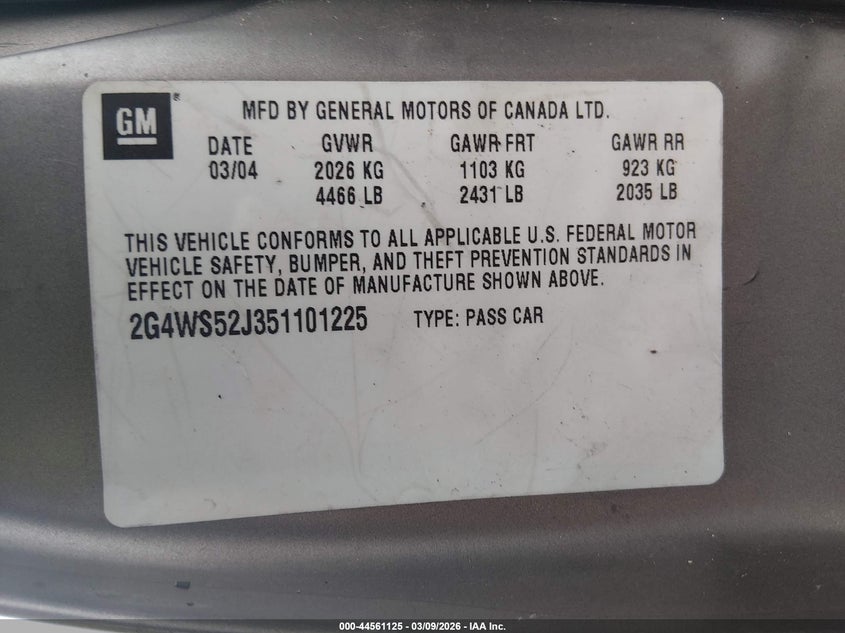 GM®
MFD BY GENERAL MOTORS OF CANADA LTD.
DATE GVWR GAWR FRT GAWR RR
03/04 2026 KG 1103 KG 923 KG
4466 LB 2431 LB 2035 LB
THIS VEHICLE CONFORMS TO ALL APPLICABLE U.S. FEDERAL MOTOR
VEHICLE SAFETY, BUMPER, AND THEFT PREVENTION STANDARDS IN
EFFECT ON THE DATE OF MANUFACTURE SHOWN ABOVE.
2G4WS52J351101225 TYPE: PASS CAR
000-44561125 - 03/09/2026 - IAA Inc.